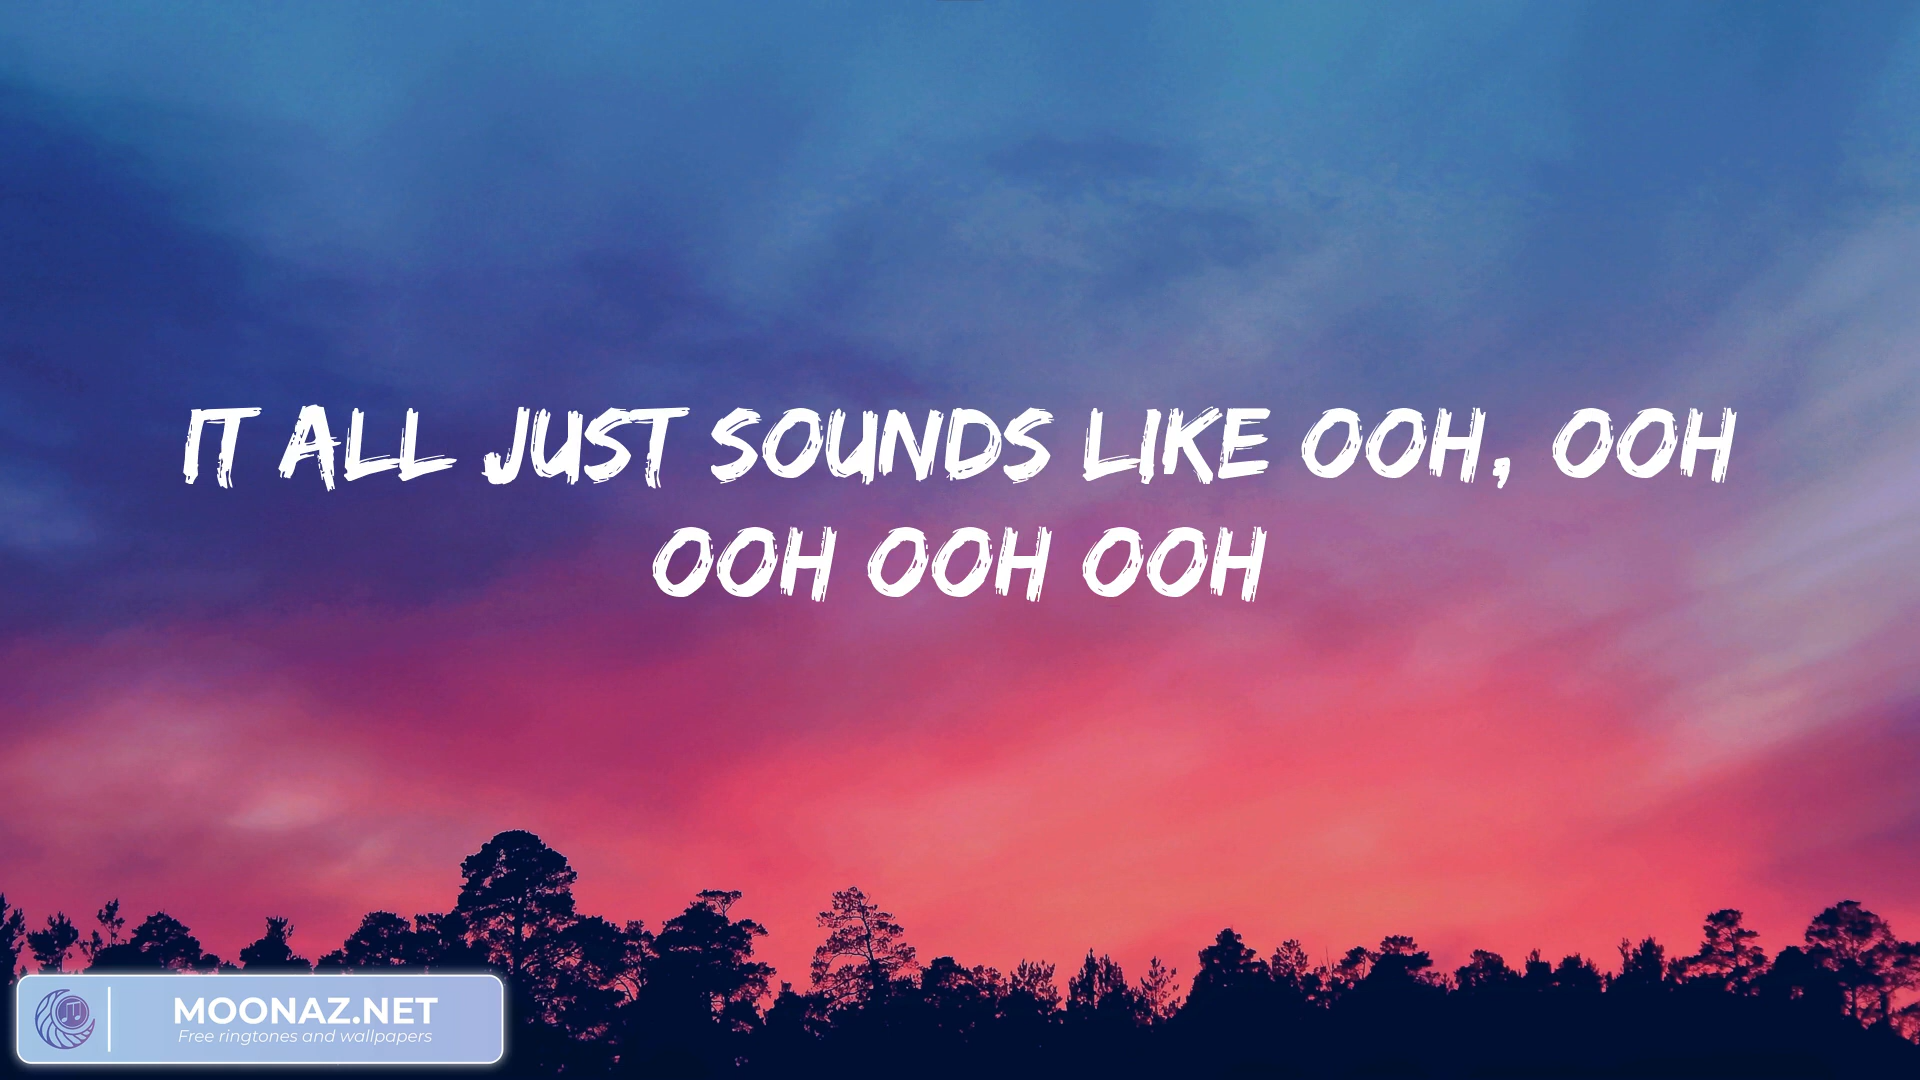 IT ALL JUST SOUNDS LIKE OOH, OOH
OOH OOH OOH
MOONAZ.NET
Free ringtones and wallpapers